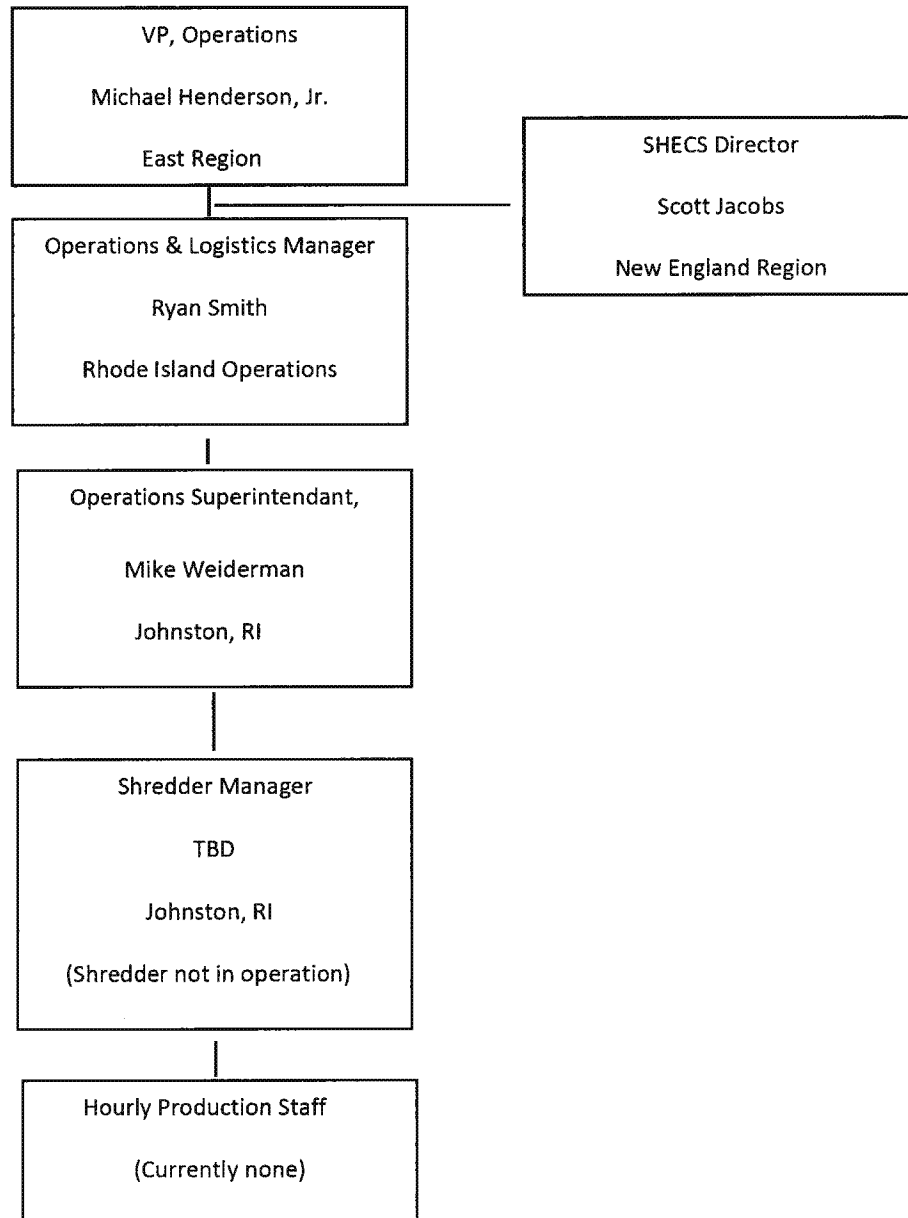 VP, Operations
Michael Henderson, Jr.
East Region
SHECS Director
Scott Jacobs
New England Region
Operations & Logistics Manager
Ryan Smith
Rhode Island Operations
Operations Superintendant,
Mike Weiderman
Johnston, RI
Shredder Manager
TBD
Johnston, RI
(Shredder not in operation)
Hourly Production Staff
(Currently none)